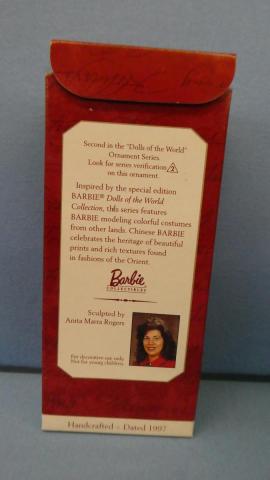 Second in the "Dolls of the World"
Ornament Series.
Look for series verification 2
on this ornament.
Inspired by the special edition
BARBIE® Dolls of the World
Collection, this series features
BARBIE modeling colorful costumes
from other lands. Chinese BARBIE
celebrates the heritage of beautiful
prints and rich textures found
in fashions of the Orient.
Barbie
COLLECTIBLES
Sculpted by
Anita Marra Rogers
For decorative use only
Not for young children.
Handcrafted – Dated 1997